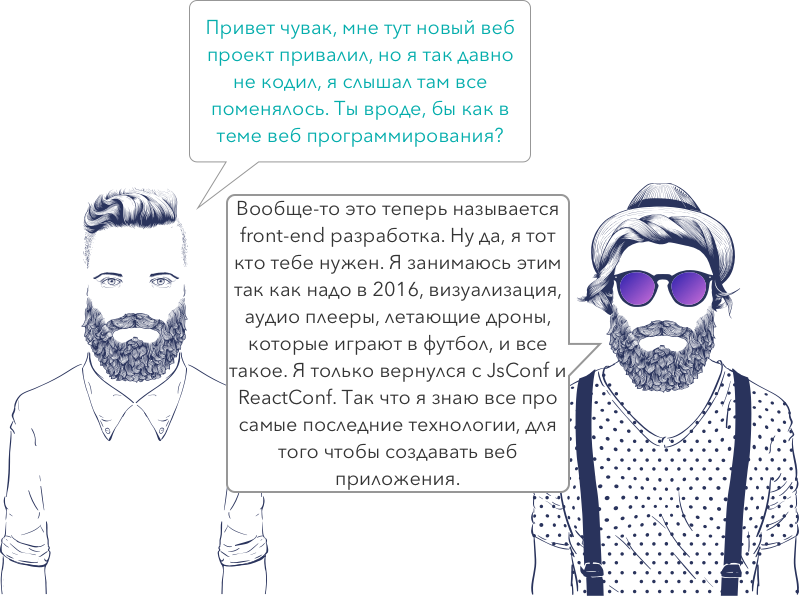 Привет чувак, мне тут новый веб
проект привалил, но я так давно
не кодил, я слышал там все
поменялось. Ты вроде, бы как в
теме веб программирования?
Вообще-то это теперь называется
front-end разработка. Ну да, я тот
кто тебе нужен. Я занимаюсь этим
так как надо в 2016, визуализация,
аудио плееры, летающие дроны,
которые играют в футбол, и все
такое. Я только вернулся с JsConf и
ReactConf. Так что я знаю все про
самые последние технологии, для
того чтобы создавать веб
приложения.